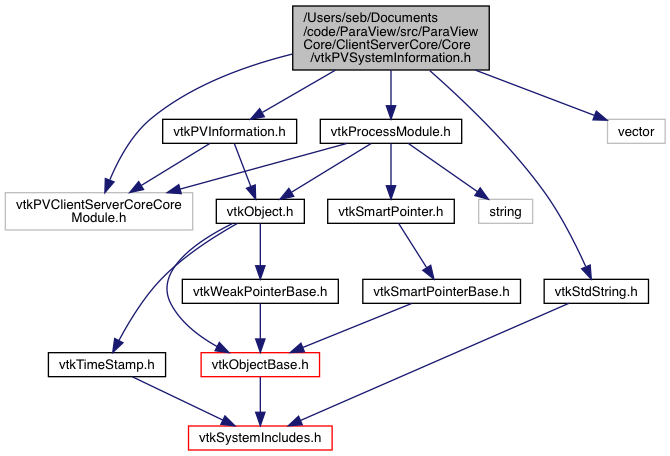 /Users/seb/Documents
/code/ParaView/src/ParaView
Core/ClientServerCore/Core
/vtkPVSystemInformation.h
vtkPVInformation.h
vtkProcessModule.h
vector
vtkPVClientServerCoreCore
Module.h
vtkObject.h
vtkSmartPointer.h
string
vtkWeakPointerBase.h
vtkSmartPointerBase.h
vtkStdString.h
vtkTimeStamp.h
vtkObjectBase.h
vtkSystemIncludes.h